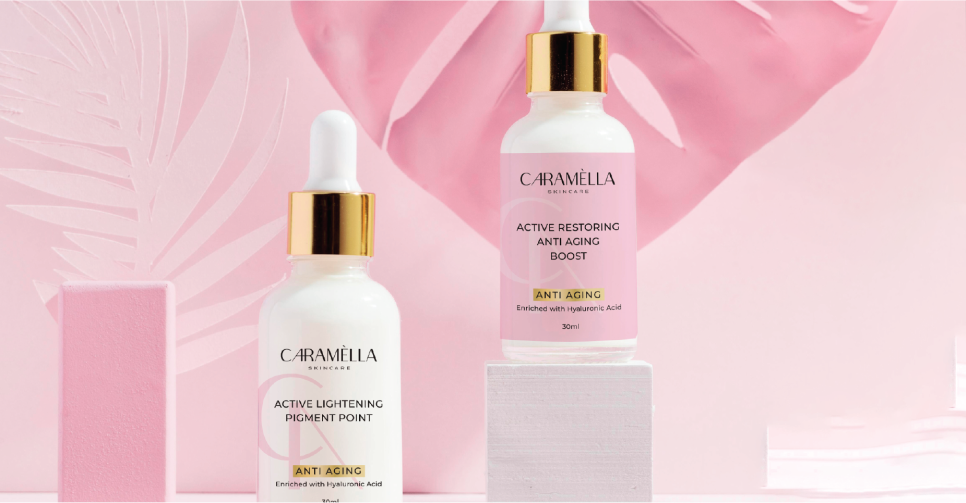 CARAMÈLLA
SKINCARE
ACTIVE LIGHTENING
PIGMENT POINT
ANTI AGING
Enriched with Hyaluronic Acid
30ml
CARAMÈLLA
SKINCARE
ACTIVE RESTORING
ANTI AGING
BOOST
ANTI AGING
Enriched with Hyaluronic Acid
30ml